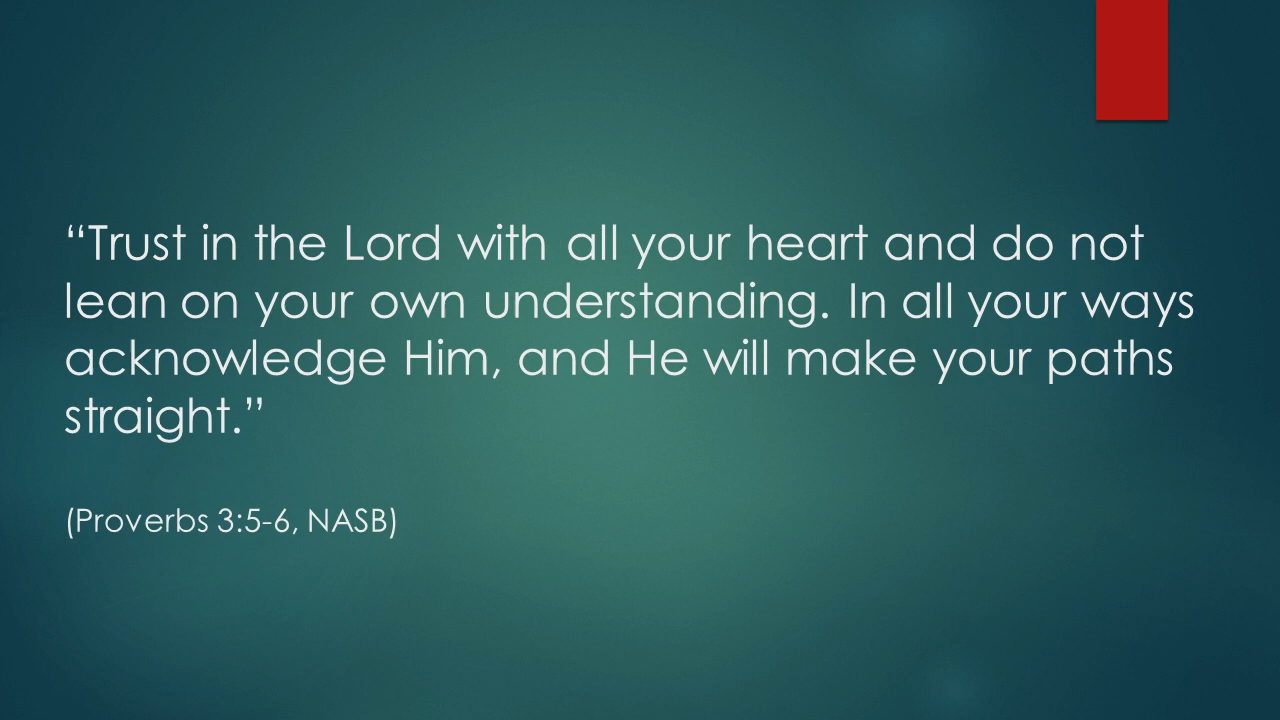 “Trust in the Lord with all your heart and do not
lean on your own understanding. In all your ways
acknowledge Him, and He will make your paths
straight.”
(Proverbs 3:5-6, NASB)